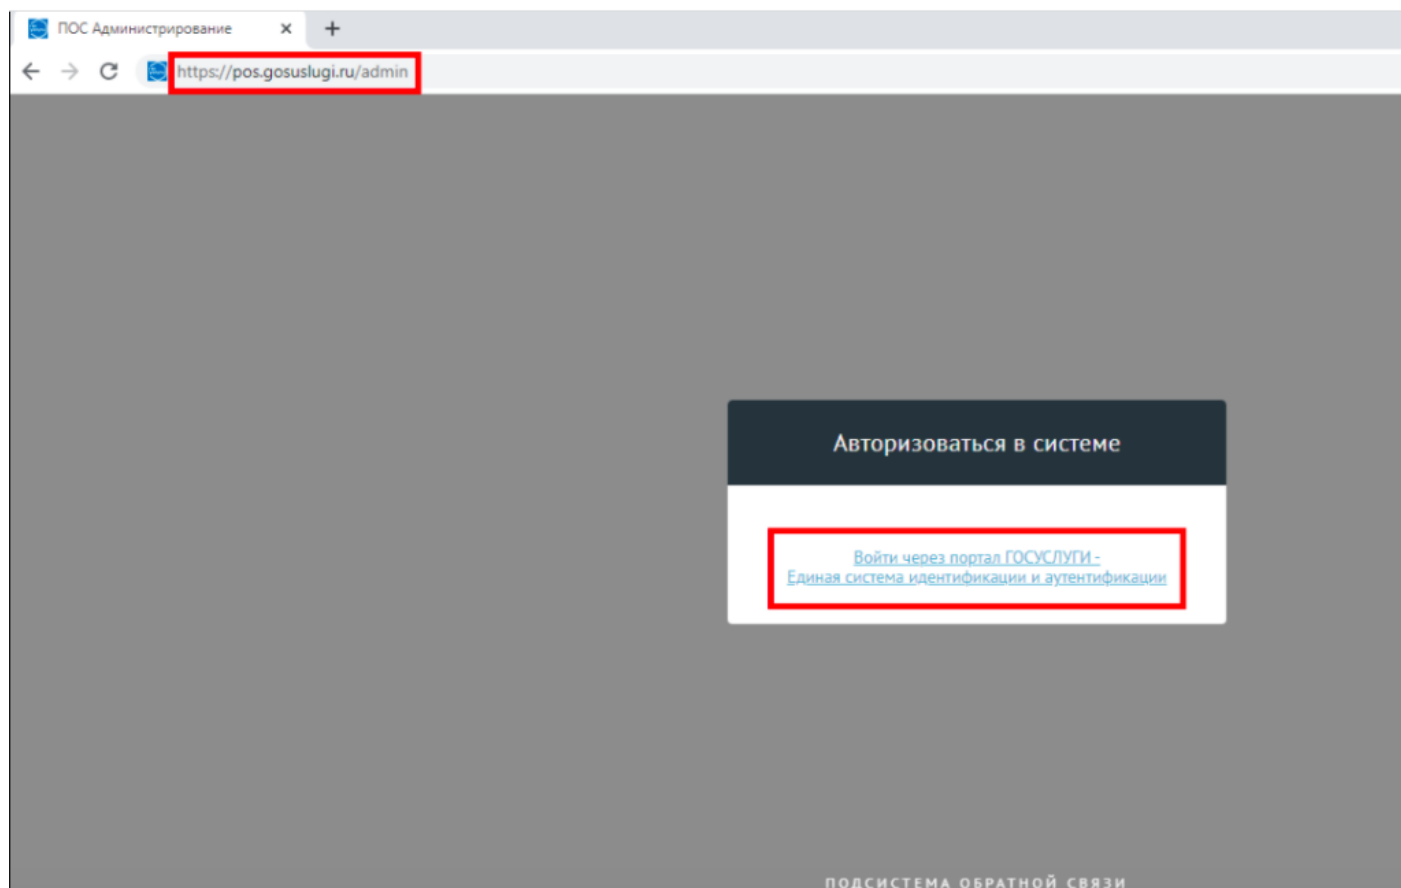 ПОС Администрирование
https://pos.gosuslugi.ru/admin
Авторизоваться в системе
Войти через портал ГОСУСЛУГИ -
Единая система идентификации и аутентификации
ПОДСИСТЕМА ОБРАТНОЙ СВЯЗИ